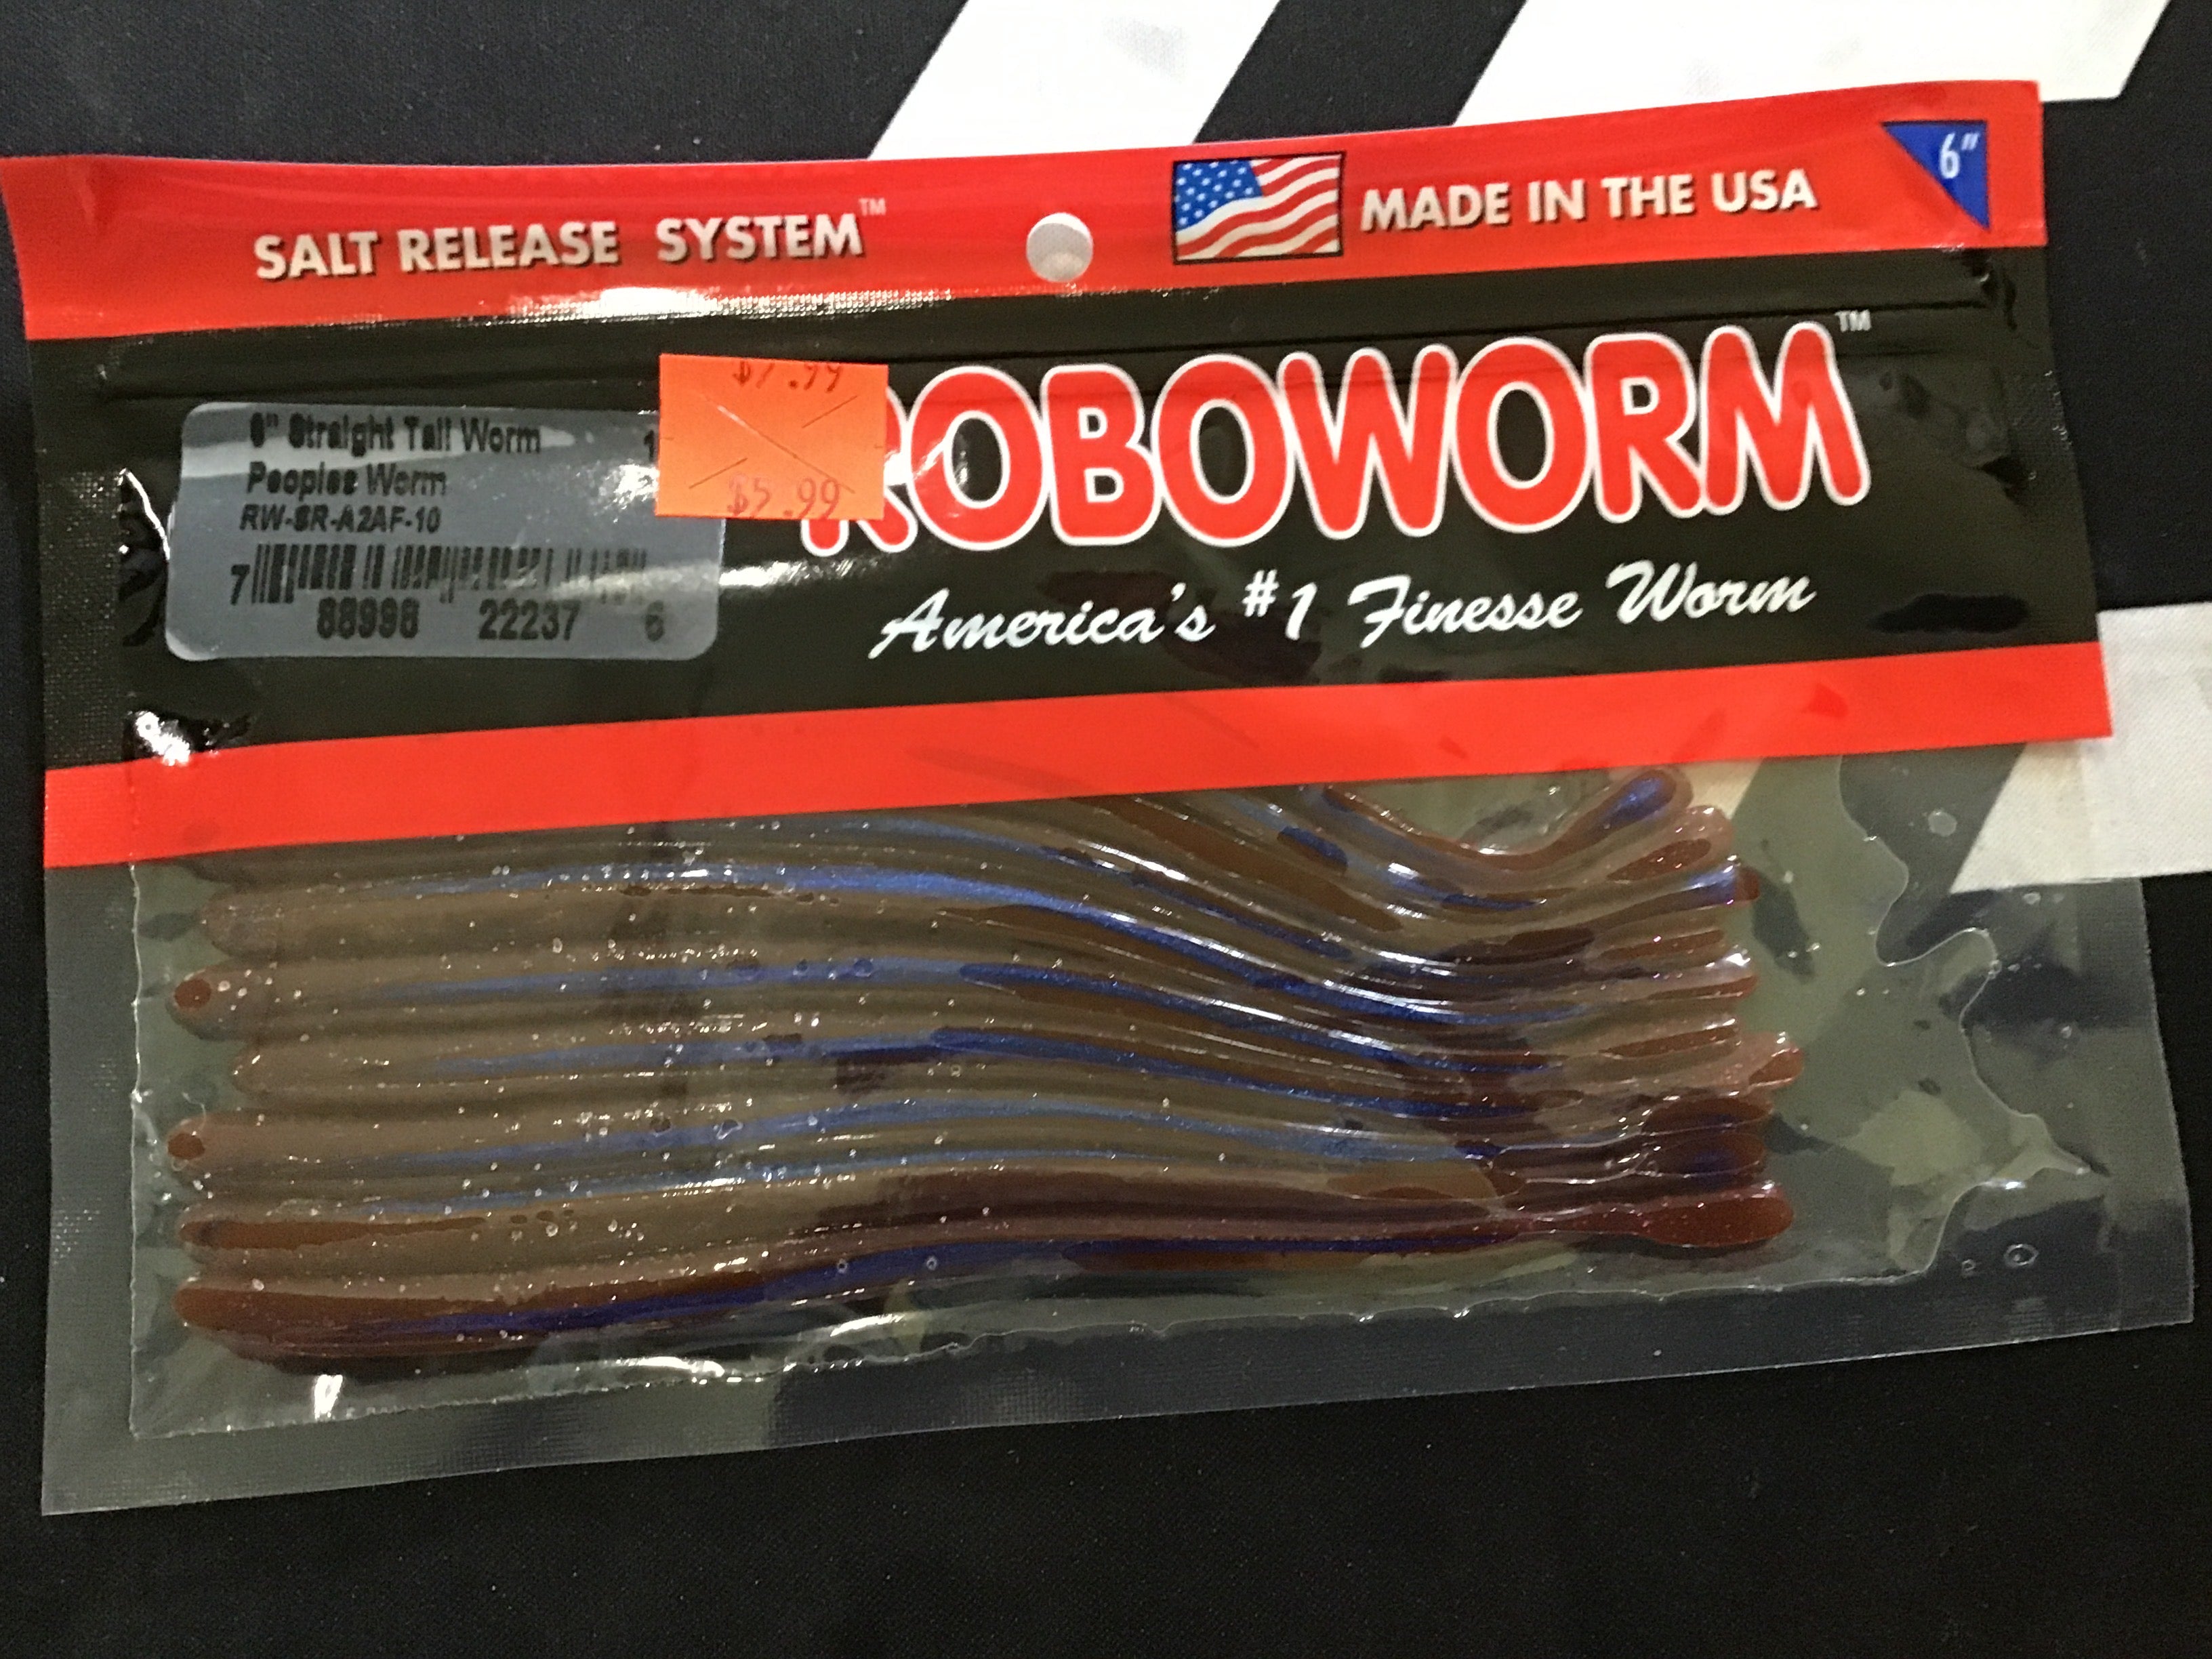 SALT RELEASE SYSTEM™
MADE IN THE USA
6"
$7.99
$5.99
ROBOWORM™
America's #1 Finesse Worm
6" Straight Tail Worm 1
Peoples Worm
RW-SR-A2AF-10
7 88998 22237 6